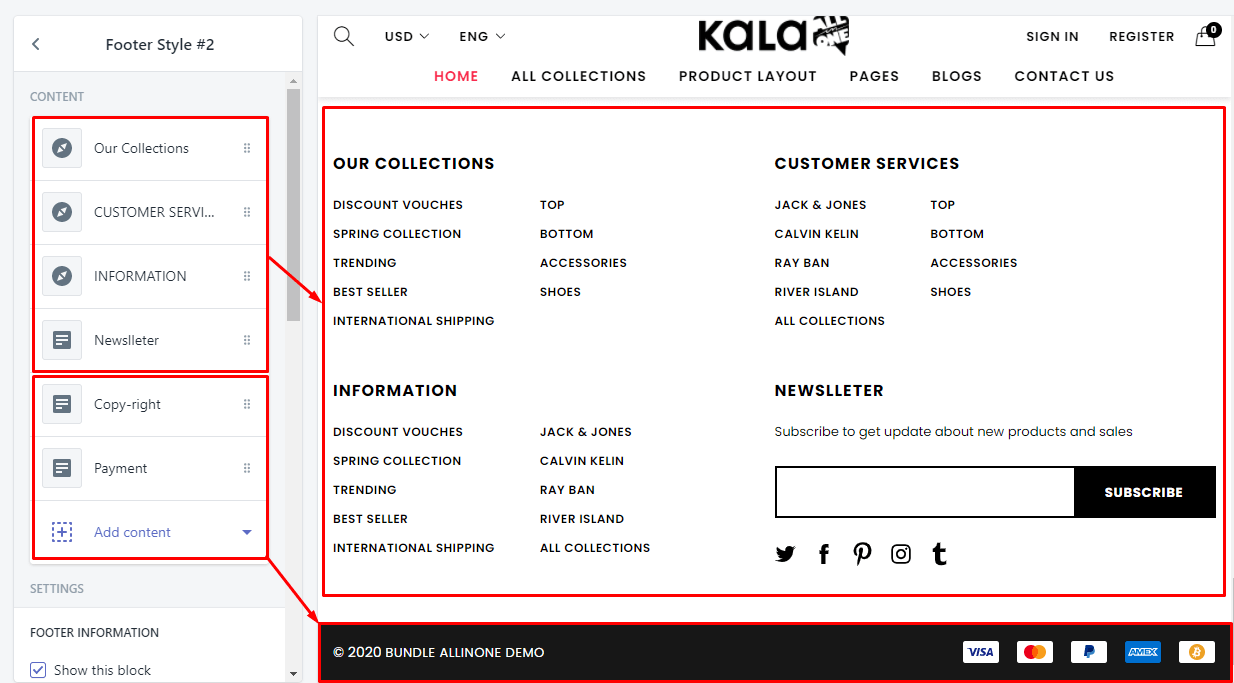 Footer Style #2
CONTENT
Our Collections
CUSTOMER SERVI...
INFORMATION
Newslleter
Copy-right
Payment
Add content
SETTINGS
FOOTER INFORMATION
Show this block
USD
ENG
KALA
ALL
ONE
SIGN IN
REGISTER
0
HOME
ALL COLLECTIONS
PRODUCT LAYOUT
PAGES
BLOGS
CONTACT US
OUR COLLECTIONS
DISCOUNT VOUCHES
SPRING COLLECTION
TRENDING
BEST SELLER
INTERNATIONAL SHIPPING
TOP
BOTTOM
ACCESSORIES
SHOES
CUSTOMER SERVICES
JACK & JONES
CALVIN KELIN
RAY BAN
RIVER ISLAND
ALL COLLECTIONS
TOP
BOTTOM
ACCESSORIES
SHOES
INFORMATION
DISCOUNT VOUCHES
SPRING COLLECTION
TRENDING
BEST SELLER
INTERNATIONAL SHIPPING
JACK & JONES
CALVIN KELIN
RAY BAN
RIVER ISLAND
ALL COLLECTIONS
NEWSLLETER
Subscribe to get update about new products and sales
SUBSCRIBE
© 2020 BUNDLE ALLINONE DEMO
VISA
AMEX